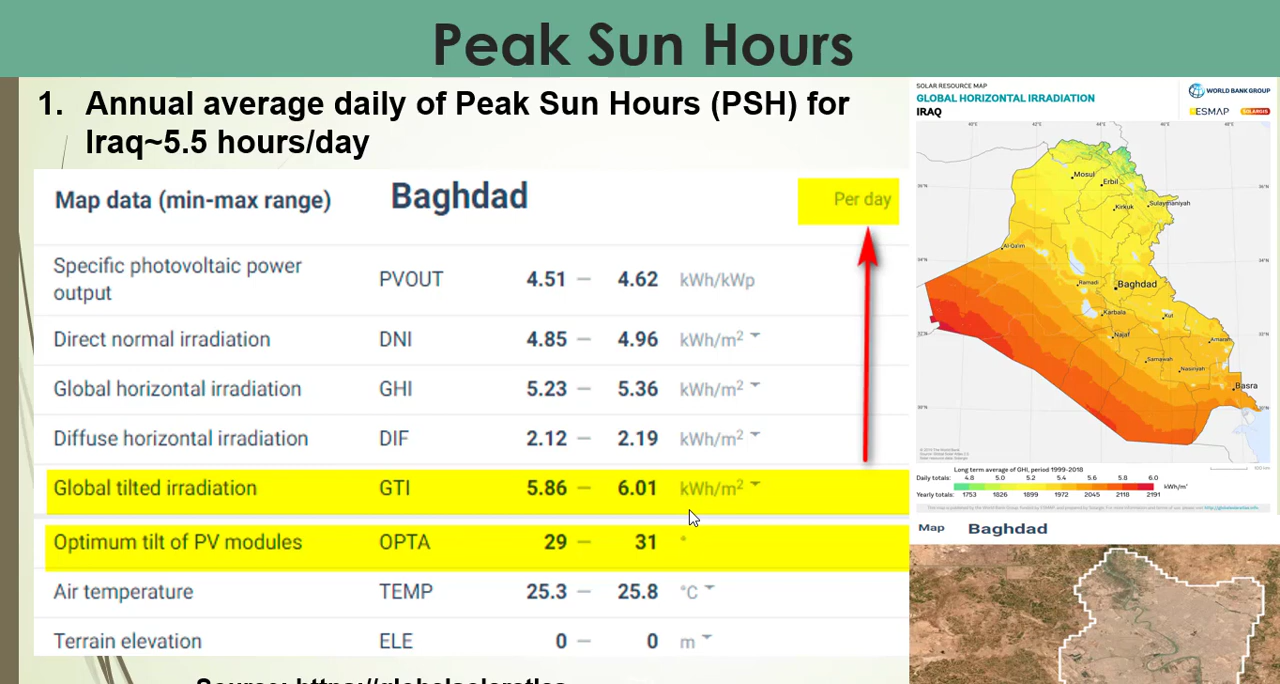 Peak Sun Hours
1. Annual average daily of Peak Sun Hours (PSH) for
Iraq~5.5 hours/day
Map data (min-max range) Baghdad Per day
Specific photovoltaic power
output PVOUT 4.51 – 4.62 kWh/kWp
Direct normal irradiation DNI 4.85 – 4.96 kWh/m²
Global horizontal irradiation GHI 5.23 – 5.36 kWh/m²
Diffuse horizontal irradiation DIF 2.12 – 2.19 kWh/m²
Global tilted irradiation GTI 5.86 – 6.01 kWh/m²
Optimum tilt of PV modules OPTA 29 – 31 °
Air temperature TEMP 25.3 – 25.8 °C
Terrain elevation ELE 0 – 0 m
SOLAR RESOURCE MAP
GLOBAL HORIZONTAL IRRADIATION
IRAQ
WORLD BANK GROUP
ESMAP SOLARGIS
Mosul
Erbil
Kirkuk
Sulaymaniyah
Al-Qa'im
Ramadi
Baghdad
Karbala
Kut
Najaf
Amarah
Samawah
Nasiriyah
Basra
Long term average of GHI, period 1999-2018
Daily totals: 4.8 5.0 5.2 5.4 5.6 5.8 6.0
kWh/m²
Yearly totals: 1753 1826 1899 1972 2045 2118 2191
Map Baghdad